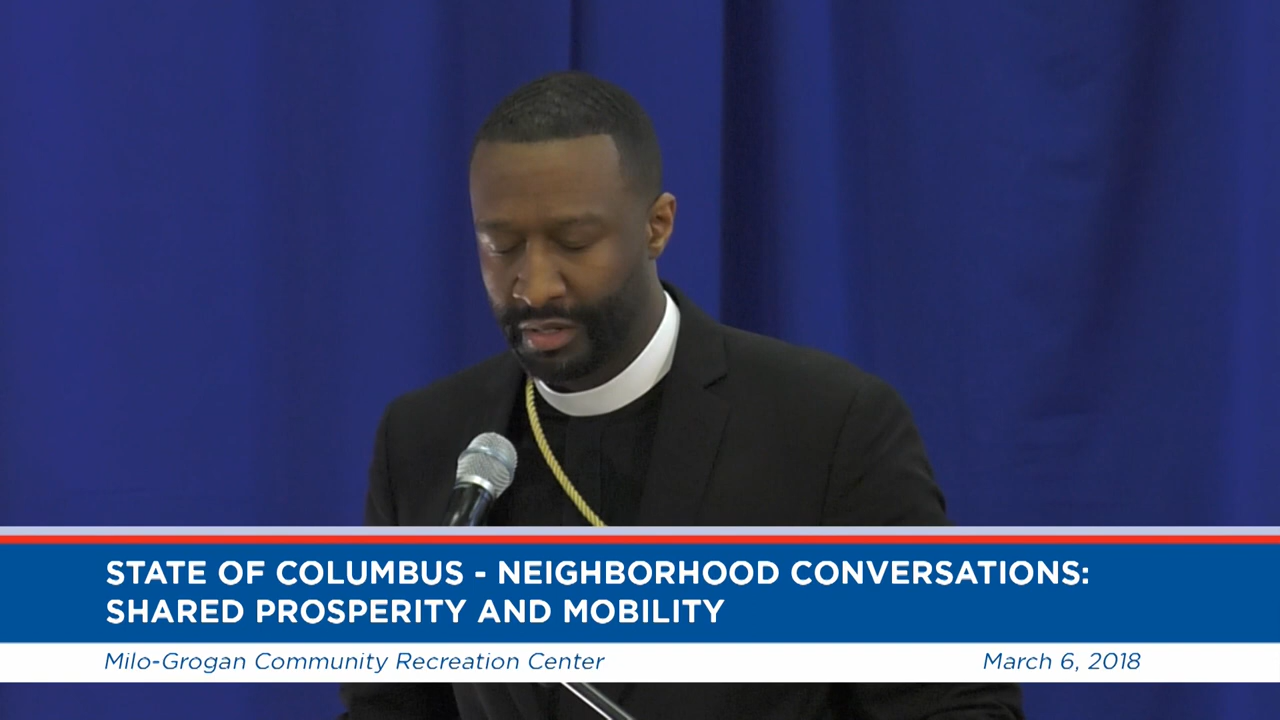 STATE OF COLUMBUS - NEIGHBORHOOD CONVERSATIONS:
SHARED PROSPERITY AND MOBILITY
Milo-Grogan Community Recreation Center
March 6, 2018